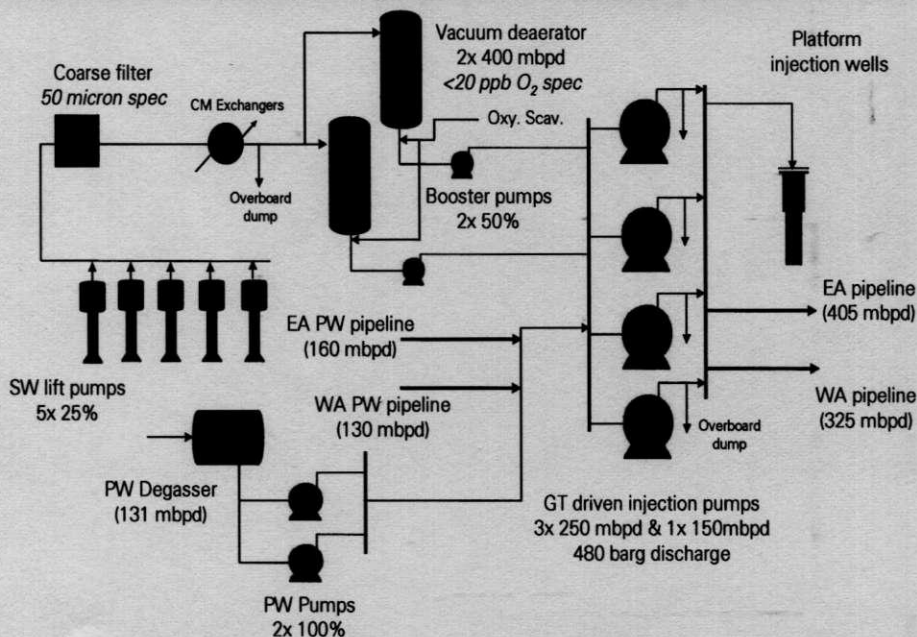 Vacuum deaerator
2x 400 mbpd
<20 ppb O₂ spec
Platform
injection wells
Coarse filter
50 micron spec
CM Exchangers
Oxy. Scav.
Overboard
dump
Booster pumps
2x 50%
EA PW pipeline
(160 mbpd)
EA pipeline
(405 mbpd)
SW lift pumps
5x 25%
WA PW pipeline
(130 mbpd)
WA pipeline
(325 mbpd)
Overboard
dump
PW Degasser
(131 mbpd)
GT driven injection pumps
3x 250 mbpd & 1x 150mbpd
480 barg discharge
PW Pumps
2x 100%